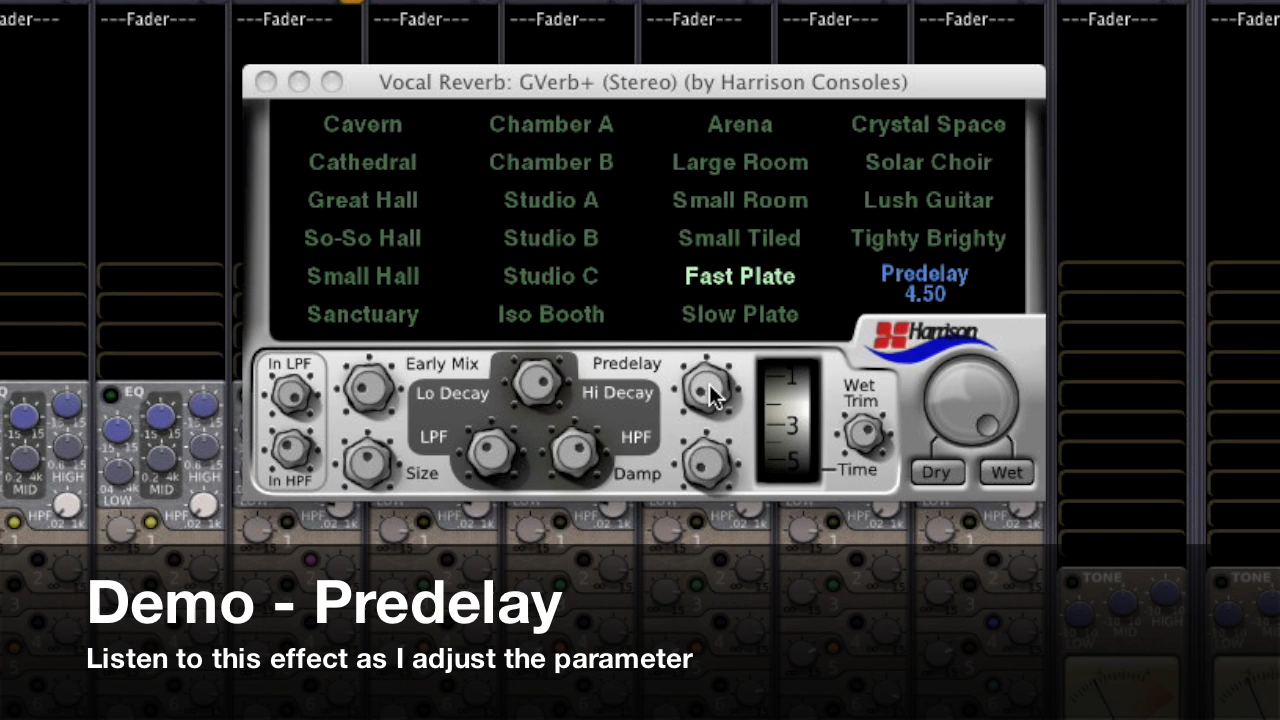 ---Fader---
---Fader---
---Fader---
---Fader---
---Fader---
---Fader---
---Fader---
---Fader---
Vocal Reverb: GVerb+ (Stereo) (by Harrison Consoles)
Cavern Chamber A Arena Crystal Space
Cathedral Chamber B Large Room Solar Choir
Great Hall Studio A Small Room Lush Guitar
So-So Hall Studio B Small Tiled Tighty Brighty
Small Hall Studio C Fast Plate Predelay
4.50
Sanctuary Iso Booth Slow Plate
Harrison
In LPF Early Mix Predelay
Lo Decay Hi Decay
LPF HPF
In HPF Size Damp
1
3
5
Wet
Trim
Time
Dry Wet
EQ
MID HIGH
LOW
HPF
TONE
MID HIGH
LOW
TONE
Demo - Predelay
Listen to this effect as I adjust the parameter